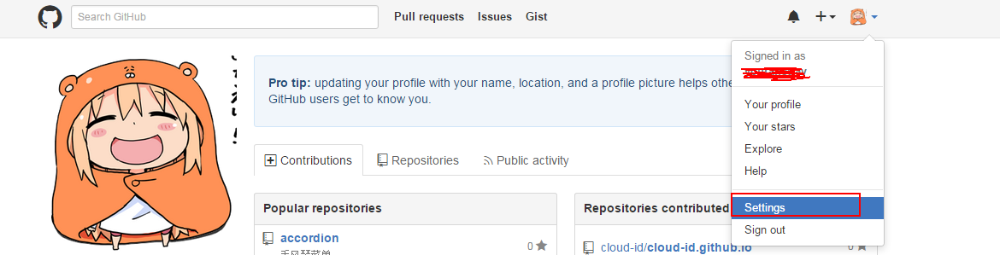 Search GitHub
Pull requests Issues Gist
Signed in as
Your profile
Your stars
Explore
Help
Settings
Sign out
Pro tip: updating your profile with your name, location, and a profile picture helps othe
GitHub users get to know you.
Contributions Repositories Public activity
Popular repositories
accordion
手风琴菜单
0
Repositories contributed
cloud-id/cloud-id.github.io
0